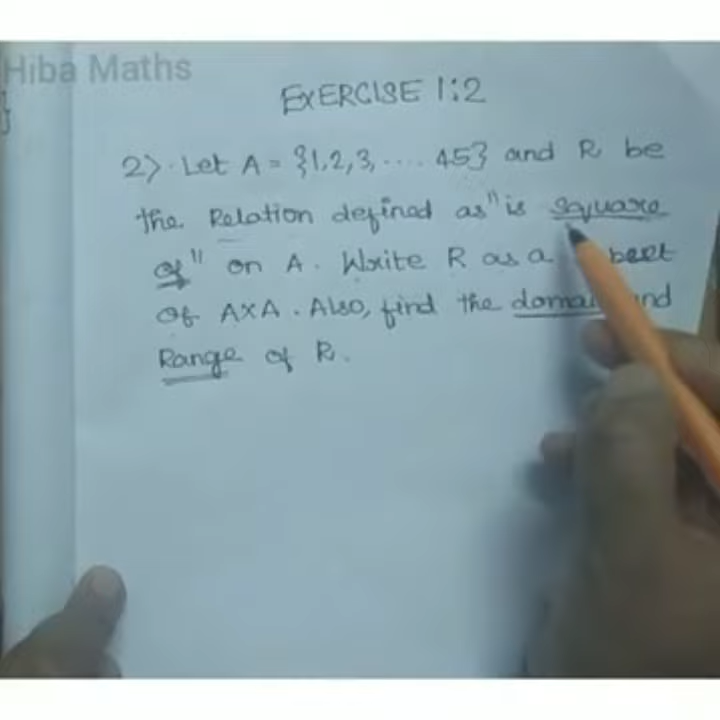 Hiba Maths
EXERCISE 1:2
2) Let A = {1,2,3, .... 45} and R be
the Relation defined as "is square
of" on A. Write R as a
of A×A. Also, find the and
Range of R.